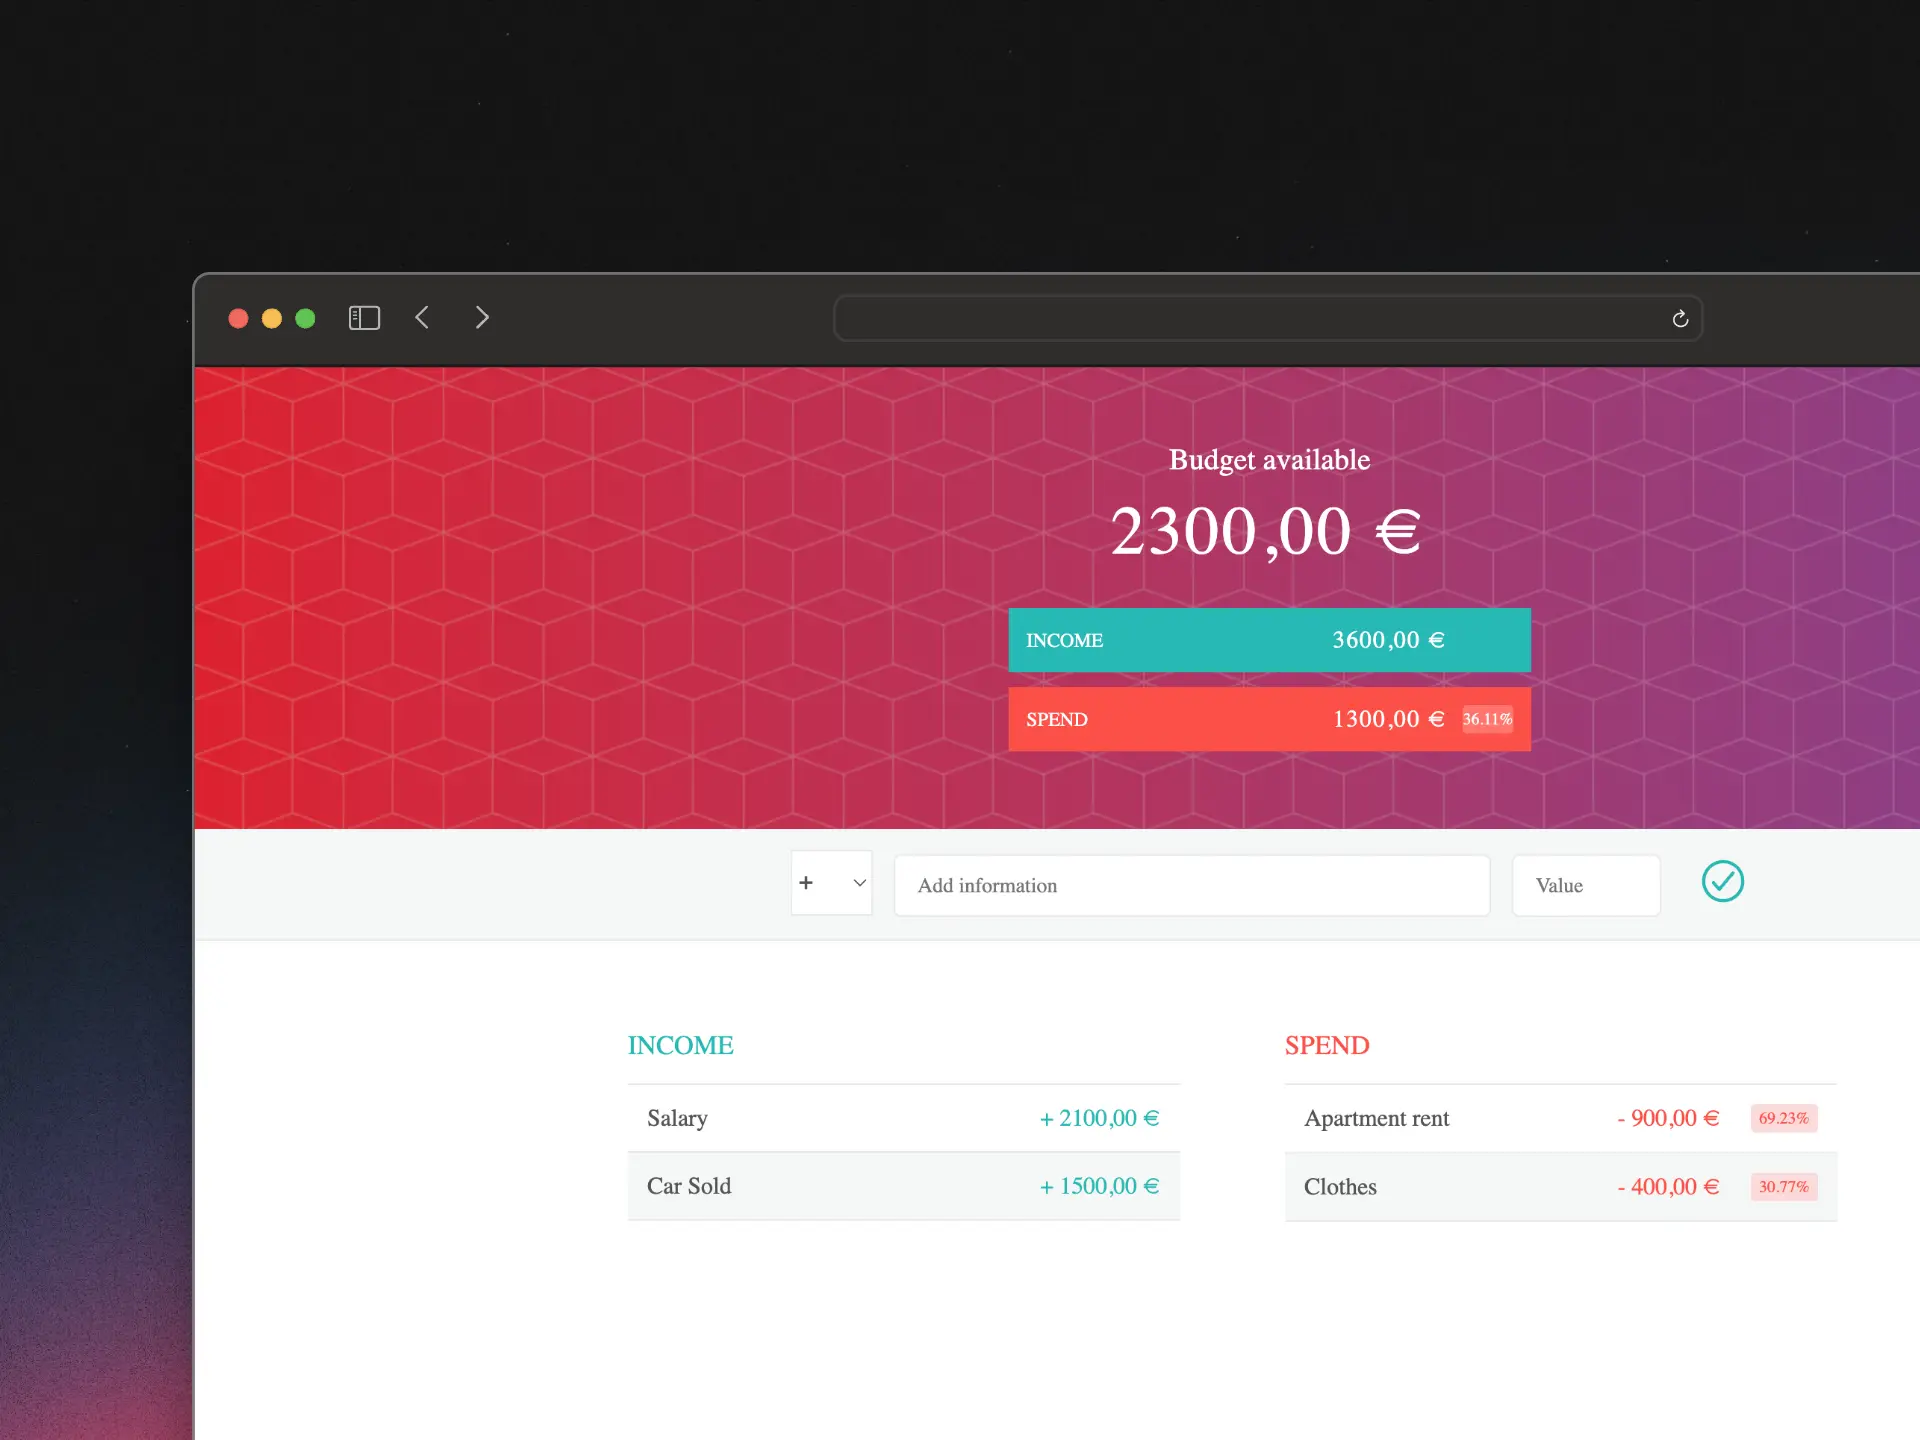 Budget available
2300,00 €
INCOME 3600,00 €
SPEND 1300,00 € 36.11%
+ Add information Value
INCOME
Salary + 2100,00 €
Car Sold + 1500,00 €
SPEND
Apartment rent - 900,00 € 69.23%
Clothes - 400,00 € 30.77%